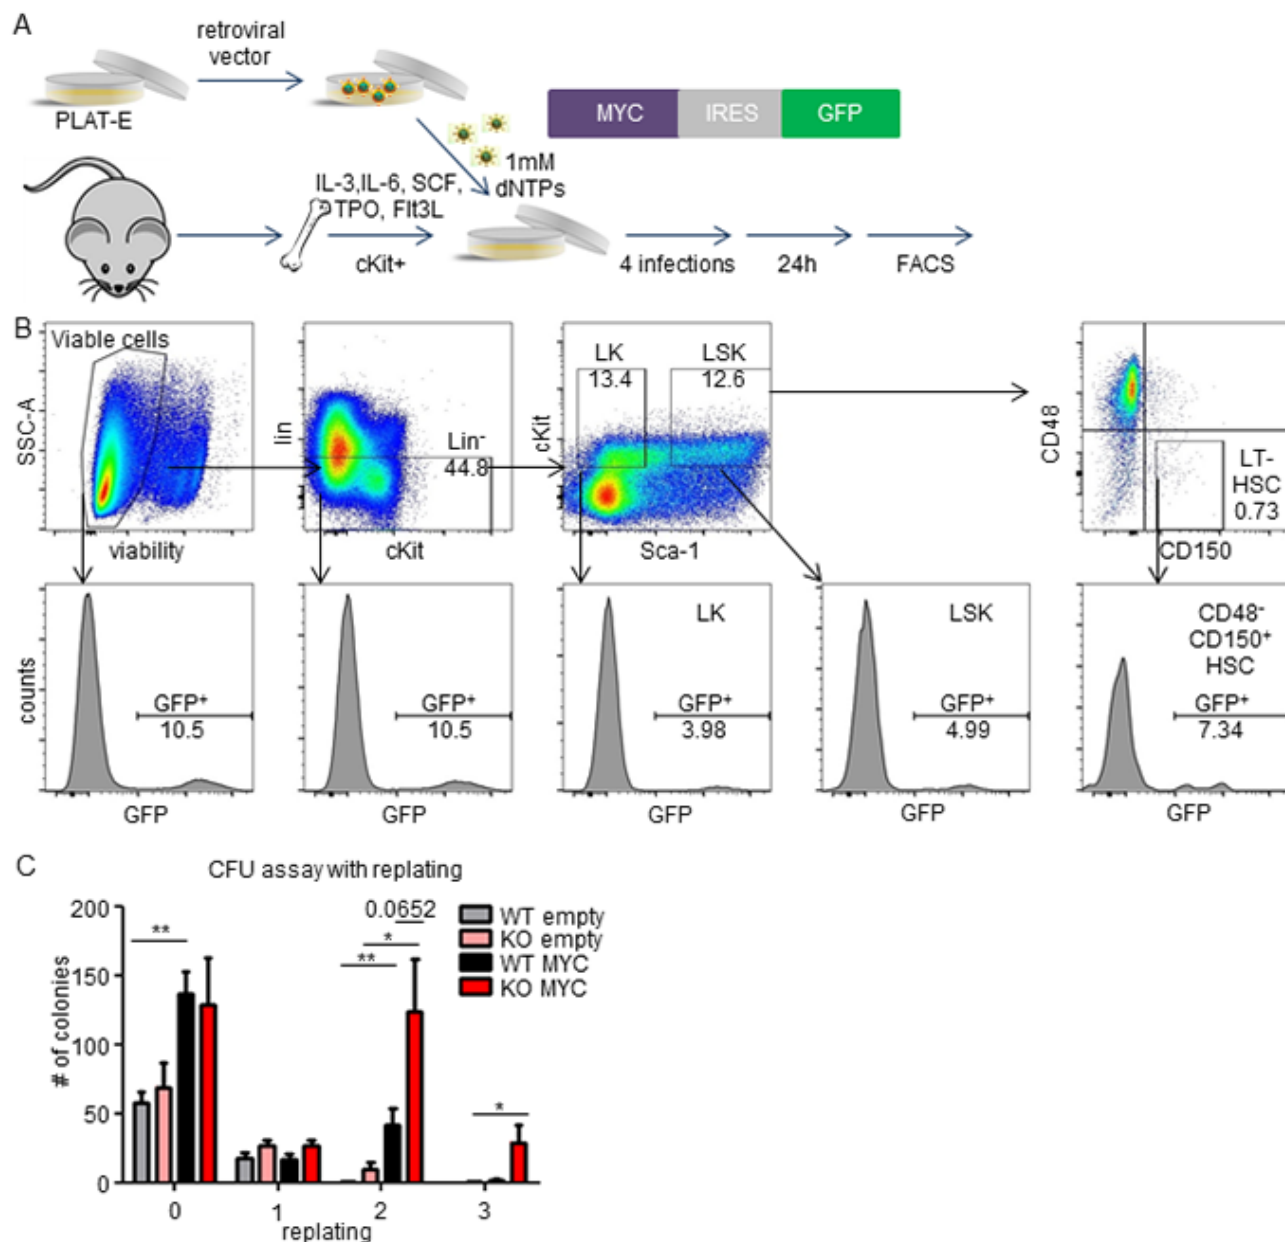 A
retroviral
vector
PLAT-E
MYC IRES GFP
1mM
dNTPs
IL-3,IL-6, SCF,
TPO, Flt3L
cKit+
4 infections
24h
FACS
B
Viable cells
SSC-A
viability
lin
Lin-
44.8
cKit
cKit
LK
13.4
LSK
12.6
Sca-1
CD48
LT-
HSC
0.73
CD150
counts
GFP+
10.5
GFP
GFP+
10.5
GFP
LK
GFP+
3.98
GFP
LSK
GFP+
4.99
GFP
CD48-
CD150+
HSC
GFP+
7.34
GFP
C
CFU assay with replating
# of colonies
200
150
100
50
0
**
**
*
0.0652
*
WT empty
KO empty
WT MYC
KO MYC
0 1 2 3
replating